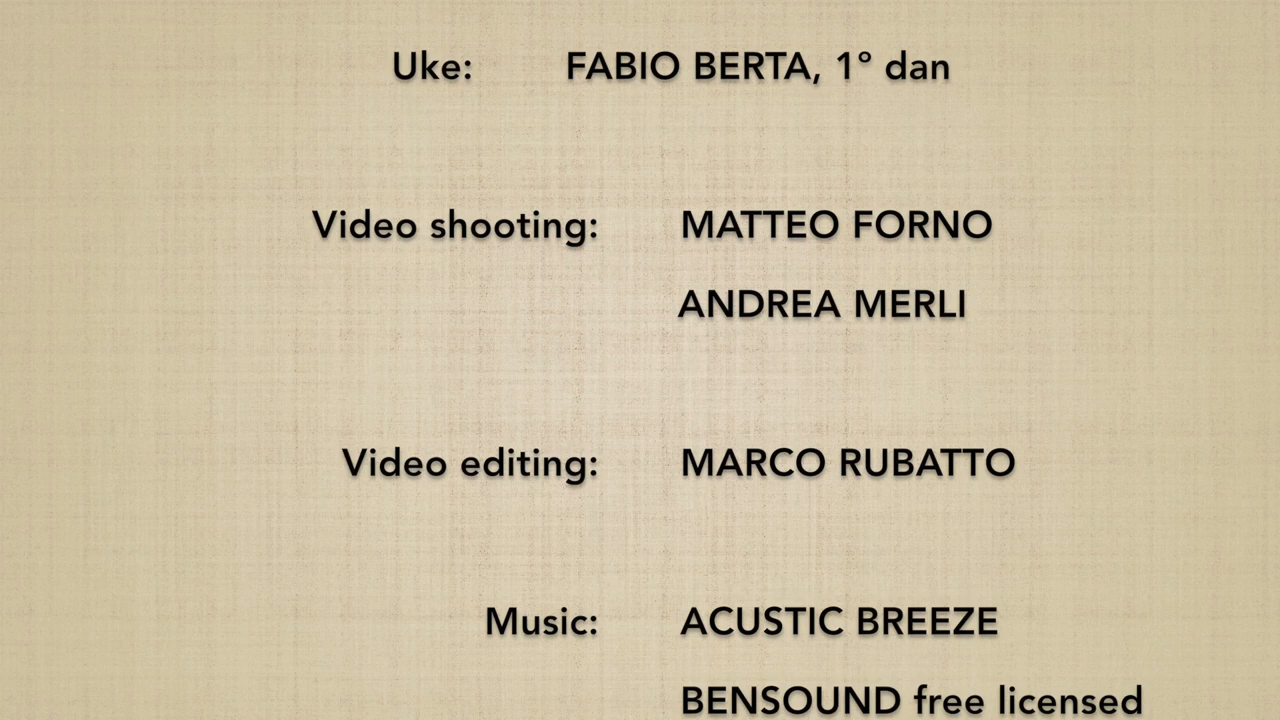 Uke: FABIO BERTA, 1° dan
Video shooting: MATTEO FORNO
ANDREA MERLI
Video editing: MARCO RUBATTO
Music: ACUSTIC BREEZE
BENSOUND free licensed